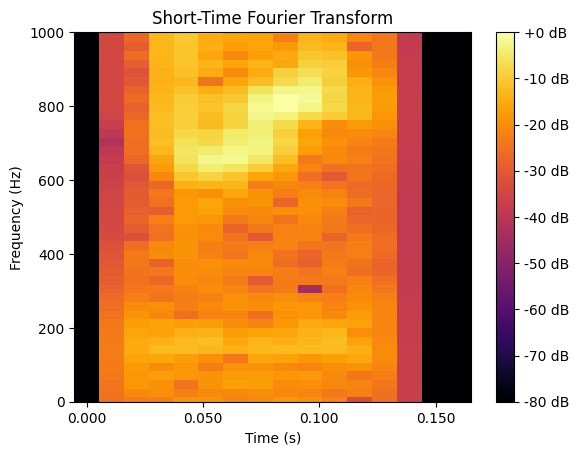 Short-Time Fourier Transform
1000
800
600
400
200
0
Frequency (Hz)
0.000
0.050
0.100
0.150
Time (s)
+0 dB
-10 dB
-20 dB
-30 dB
-40 dB
-50 dB
-60 dB
-70 dB
-80 dB